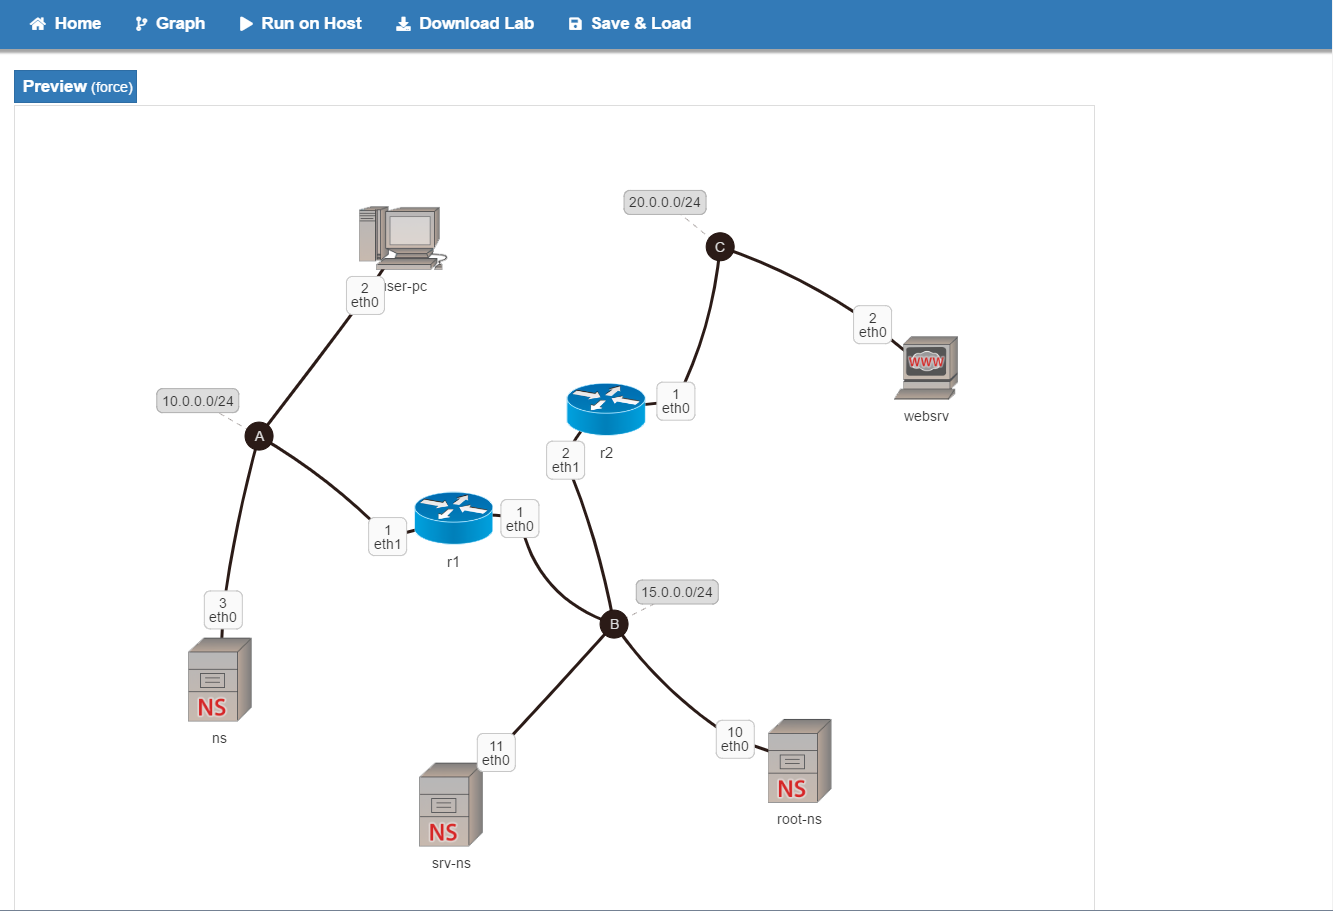 Home Graph Run on Host Download Lab Save & Load
Preview (force)
20.0.0.0/24
C
2
eth0
ser-pc
2
eth0
WWW
websrv
10.0.0.0/24
A
1
eth0
r2
2
eth1
1
eth0
1
eth1
r1
15.0.0.0/24
B
3
eth0
NS
ns
10
eth0
NS
root-ns
11
eth0
NS
srv-ns